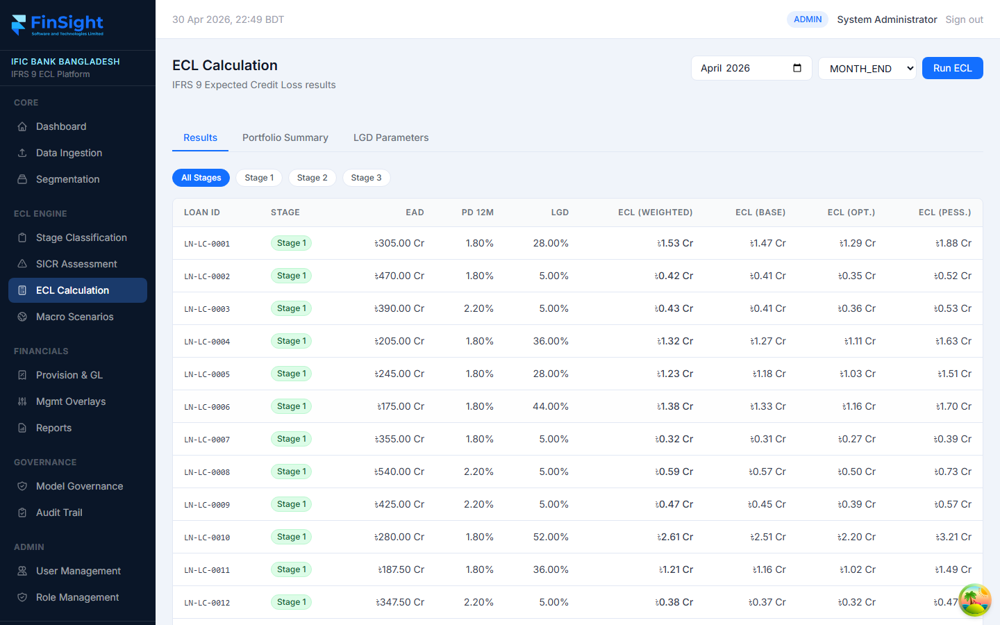 FinSight
Software and Technologies Limited
IFIC BANK BANGLADESH
IFRS 9 ECL Platform
CORE
Dashboard
Data Ingestion
Segmentation
ECL ENGINE
Stage Classification
SICR Assessment
ECL Calculation
Macro Scenarios
FINANCIALS
Provision & GL
Mgmt Overlays
Reports
GOVERNANCE
Model Governance
Audit Trail
ADMIN
User Management
Role Management
30 Apr 2026, 22:49 BDT
ADMIN System Administrator Sign out
ECL Calculation
IFRS 9 Expected Credit Loss results
April 2026 MONTH_END Run ECL
Results Portfolio Summary LGD Parameters
All Stages Stage 1 Stage 2 Stage 3
LOAN ID STAGE EAD PD 12M LGD ECL (WEIGHTED) ECL (BASE) ECL (OPT.) ECL (PESS.)
LN-LC-0001 Stage 1 ৳305.00 Cr 1.80% 28.00% ৳1.53 Cr ৳1.47 Cr ৳1.29 Cr ৳1.88 Cr
LN-LC-0002 Stage 1 ৳470.00 Cr 1.80% 5.00% ৳0.42 Cr ৳0.41 Cr ৳0.35 Cr ৳0.52 Cr
LN-LC-0003 Stage 1 ৳390.00 Cr 2.20% 5.00% ৳0.43 Cr ৳0.41 Cr ৳0.36 Cr ৳0.53 Cr
LN-LC-0004 Stage 1 ৳205.00 Cr 1.80% 36.00% ৳1.32 Cr ৳1.27 Cr ৳1.11 Cr ৳1.63 Cr
LN-LC-0005 Stage 1 ৳245.00 Cr 1.80% 28.00% ৳1.23 Cr ৳1.18 Cr ৳1.03 Cr ৳1.51 Cr
LN-LC-0006 Stage 1 ৳175.00 Cr 1.80% 44.00% ৳1.38 Cr ৳1.33 Cr ৳1.16 Cr ৳1.70 Cr
LN-LC-0007 Stage 1 ৳355.00 Cr 1.80% 5.00% ৳0.32 Cr ৳0.31 Cr ৳0.27 Cr ৳0.39 Cr
LN-LC-0008 Stage 1 ৳540.00 Cr 2.20% 5.00% ৳0.59 Cr ৳0.57 Cr ৳0.50 Cr ৳0.73 Cr
LN-LC-0009 Stage 1 ৳425.00 Cr 2.20% 5.00% ৳0.47 Cr ৳0.45 Cr ৳0.39 Cr ৳0.57 Cr
LN-LC-0010 Stage 1 ৳280.00 Cr 1.80% 52.00% ৳2.61 Cr ৳2.51 Cr ৳2.20 Cr ৳3.21 Cr
LN-LC-0011 Stage 1 ৳187.50 Cr 1.80% 36.00% ৳1.21 Cr ৳1.16 Cr ৳1.02 Cr ৳1.49 Cr
LN-LC-0012 Stage 1 ৳347.50 Cr 2.20% 5.00% ৳0.38 Cr ৳0.37 Cr ৳0.32 Cr ৳0.47